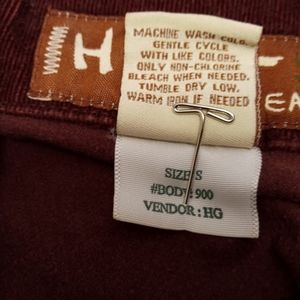 H
MACHINE WASH COLD.
GENTLE CYCLE
WITH LIKE COLORS.
ONLY NON-CHLORINE
BLEACH WHEN NEEDED.
TUMBLE DRY LOW.
WARM IRON IF NEEDED
EA
SIZE:S
#BODY:900
VENDOR:HG